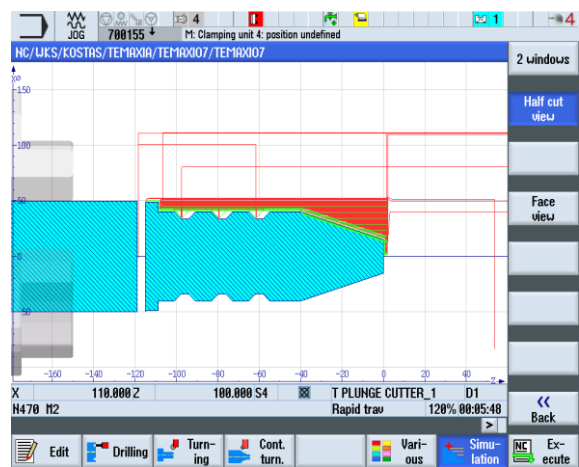 4 1 4
JOG 700155 M: Clamping unit 4: position undefined
NC/WKS/KOSTAS/TEMAXIA/TEMAXIO7/TEMAXIO7
2 windows
Half cut
view
Face
view
150
100
50
0
50
-160 -140 -120 -100 -80 -60 -40 -20 0 20 40 Z
X 110.000 Z 100.000 S4 T PLUNGE CUTTER_1 D1
N470 M2 Rapid trav 120% 00:05:48
<<
Back
>
Edit
Drilling
Turn-
ing
Cont.
turn.
Vari-
ous
Simu-
lation
NC Ex-
ecute